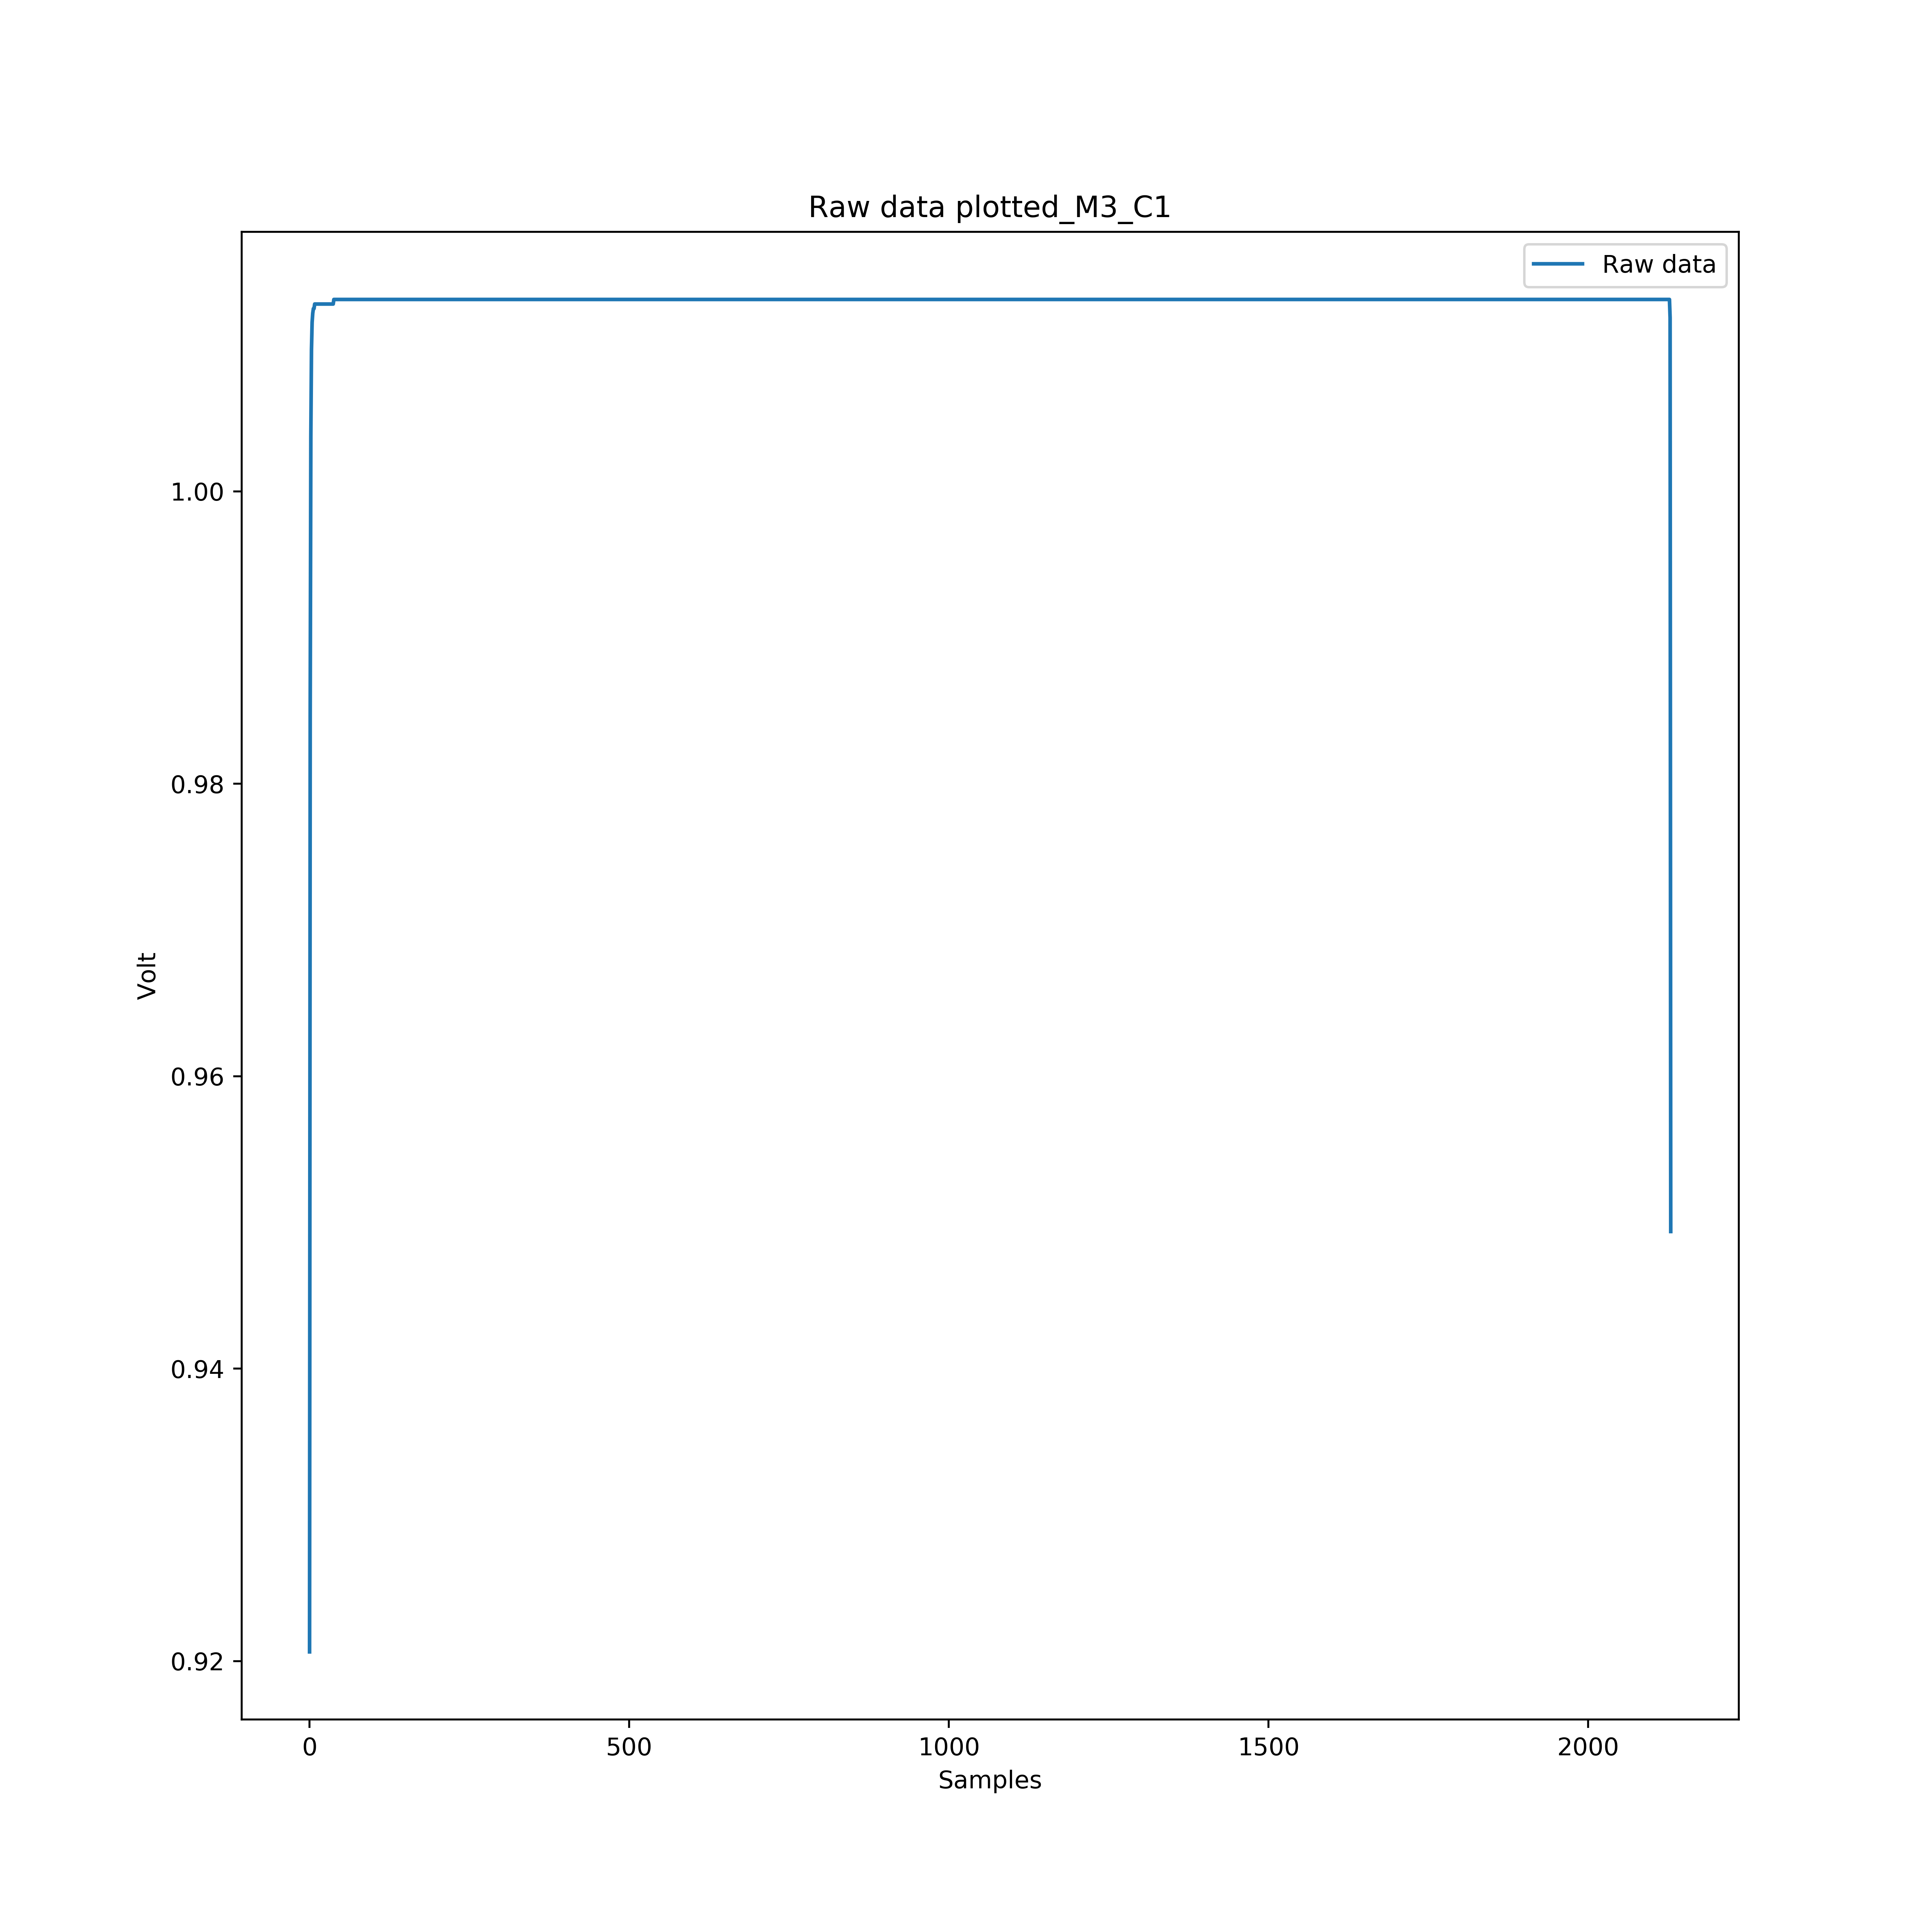 Raw data plotted_M3_C1
Raw data
1.00
0.98
0.96
0.94
0.92
Volt
0 500 1000 1500 2000
Samples